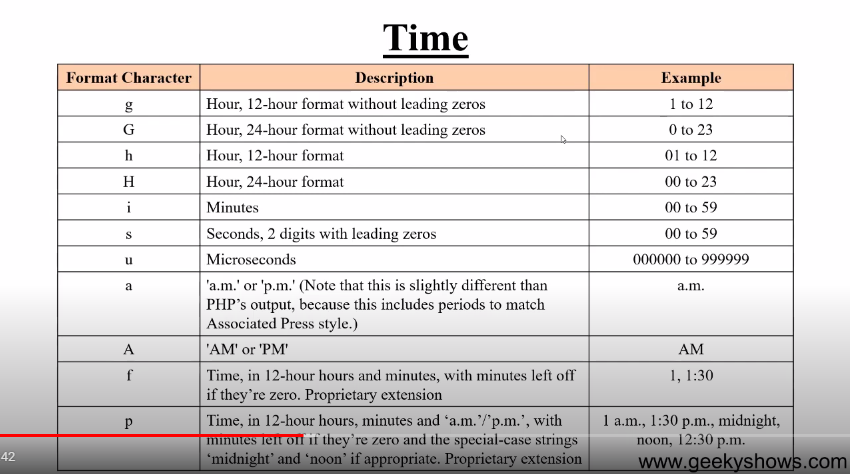 Time
Format Character Description Example
g Hour, 12-hour format without leading zeros 1 to 12
G Hour, 24-hour format without leading zeros 0 to 23
h Hour, 12-hour format 01 to 12
H Hour, 24-hour format 00 to 23
i Minutes 00 to 59
s Seconds, 2 digits with leading zeros 00 to 59
u Microseconds 000000 to 999999
a 'a.m.' or 'p.m.' (Note that this is slightly different than a.m.
PHP's output, because this includes periods to match
Associated Press style.)
A 'AM' or 'PM' AM
f Time, in 12-hour hours and minutes, with minutes left off 1, 1:30
if they're zero. Proprietary extension
p Time, in 12-hour hours, minutes and ‘a.m.’/’p.m.’, with 1 a.m., 1:30 p.m., midnight,
minutes left off if they're zero and the special-case strings noon, 12:30 p.m.
‘midnight’ and ‘noon’ if appropriate. Proprietary extension
42
www.geekyshows.com